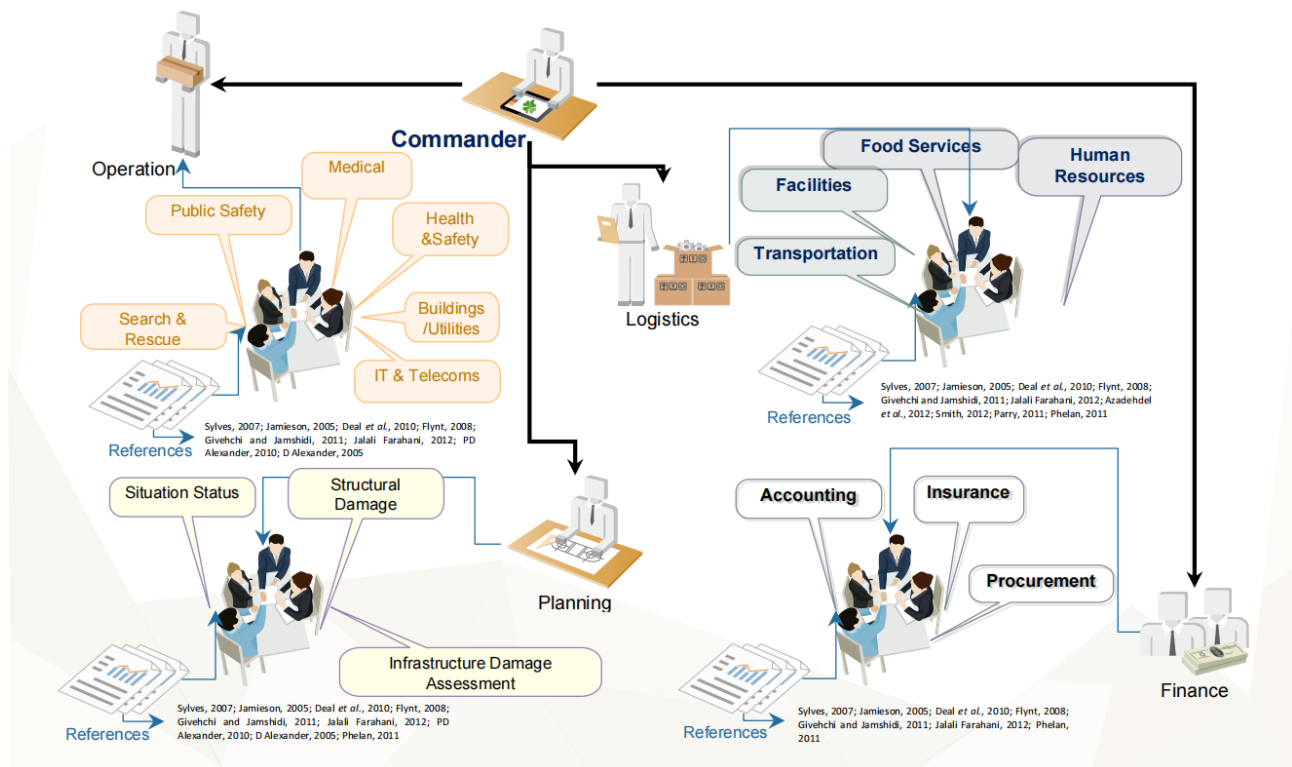 Commander
Operation
Medical
Public Safety
Health
&Safety
Search &
Rescue
Buildings
/Utilities
IT & Telecoms
References
Sylves, 2007; Jamieson, 2005; Deal et al., 2010; Flynt, 2008;
Givehchi and Jamshidi, 2011; Jalali Farahani, 2012; PD
Alexander, 2010; D Alexander, 2005
Logistics
Food Services
Human
Resources
Facilities
Transportation
References
Sylves, 2007; Jamieson, 2005; Deal et al., 2010; Flynt, 2008;
Givehchi and Jamshidi, 2011; Jalali Farahani, 2012; Azadehdel
et al., 2012; Smith, 2012; Parry, 2011; Phelan, 2011
Situation Status
Structural
Damage
Planning
Infrastructure Damage
Assessment
References
Sylves, 2007; Jamieson, 2005; Deal et al., 2010; Flynt, 2008;
Givehchi and Jamshidi, 2011; Jalali Farahani, 2012; PD
Alexander, 2010; D Alexander, 2005; Phelan, 2011
Accounting
Insurance
Procurement
Finance
References
Sylves, 2007; Jamieson, 2005; Deal et al., 2010; Flynt, 2008;
Givehchi and Jamshidi, 2011; Jalali Farahani, 2012; Phelan,
2011